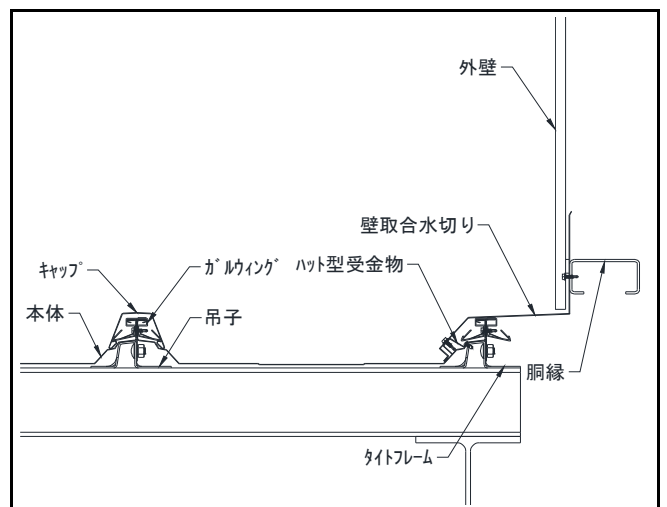 外壁
壁取合水切り
キャップ
ガルウィング
ハット型受金物
本体
吊子
胴縁
タイトフレーム